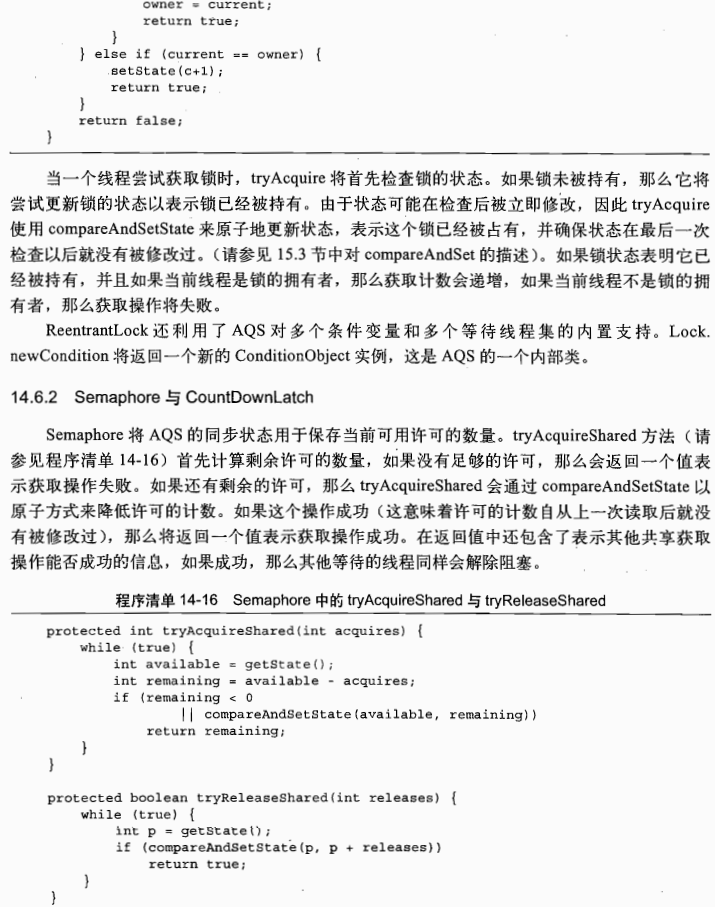 owner = current;
return true;
}
} else if (current == owner) {
setState(c+1);
return true;
}
return false;
}
当一个线程尝试获取锁时，tryAcquire 将首先检查锁的状态。如果锁未被持有，那么它将
尝试更新锁的状态以表示锁已经被持有。由于状态可能在检查后被立即修改，因此 tryAcquire
使用 compareAndSetState 来原子地更新状态，表示这个锁已经被占有，并确保状态在最后一次
检查以后就没有被修改过。（请参见 15.3 节中对 compareAndSet 的描述）。如果锁状态表明它已
经被持有，并且如果当前线程是锁的拥有者，那么获取计数会递增，如果当前线程不是锁的拥
有者，那么获取操作将失败。
ReentrantLock 还利用了 AQS 对多个条件变量和多个等待线程集的内置支持。Lock.
newCondition 将返回一个新的 ConditionObject 实例，这是 AQS 的一个内部类。
14.6.2 Semaphore 与 CountDownLatch
Semaphore 将 AQS 的同步状态用于保存当前可用许可的数量。tryAcquireShared 方法（请
参见程序清单 14-16）首先计算剩余许可的数量，如果没有足够的许可，那么会返回一个值表
示获取操作失败。如果还有剩余的许可，那么 tryAcquireShared 会通过 compareAndSetState 以
原子方式来降低许可的计数。如果这个操作成功（这意味着许可的计数自从上一次读取后就没
有被修改过），那么将返回一个值表示获取操作成功。在返回值中还包含了表示其他共享获取
操作能否成功的信息，如果成功，那么其他等待的线程同样会解除阻塞。
程序清单 14-16 Semaphore 中的 tryAcquireShared 与 tryReleaseShared
protected int tryAcquireShared(int acquires) {
while (true) {
int available = getState();
int remaining = available - acquires;
if (remaining < 0
|| compareAndSetState(available, remaining))
return remaining;
}
}
protected boolean tryReleaseShared(int releases) {
while (true) {
int p = getState();
if (compareAndSetState(p, p + releases))
return true;
}
}